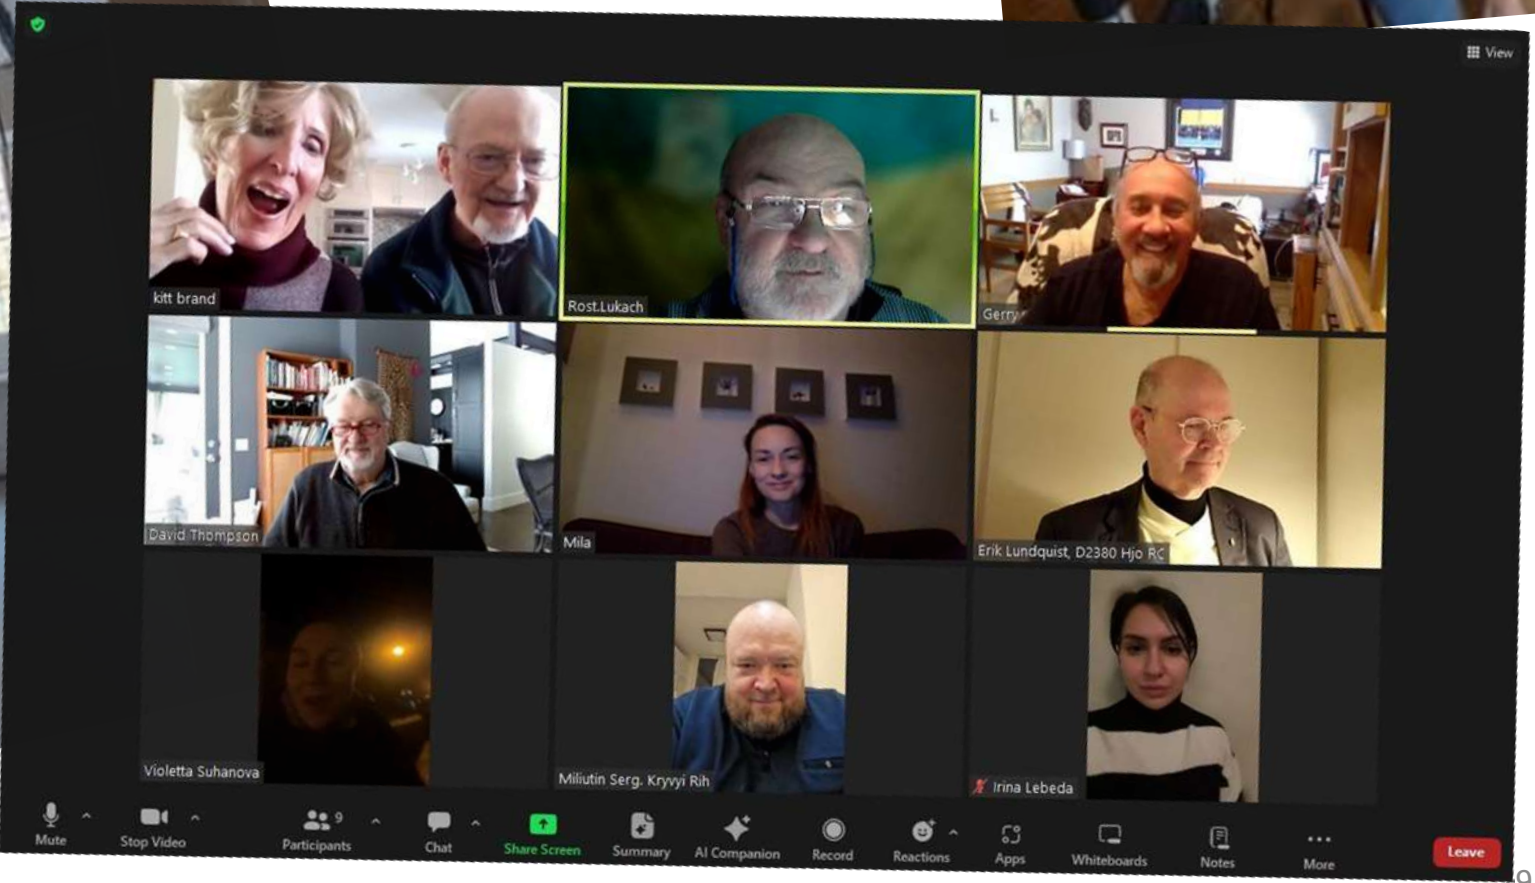 View
kitt brand
Rost.Lukach
Gerry
David Thompson
Mila
Erik Lundquist, D2380 Hjo RC
Violetta Suhanova
Miliutin Serg. Kryvyi Rih
Irina Lebeda
Mute
Stop Video
9
Participants
Chat
Share Screen
Summary
AI Companion
Record
Reactions
Apps
Whiteboards
Notes
More
Leave